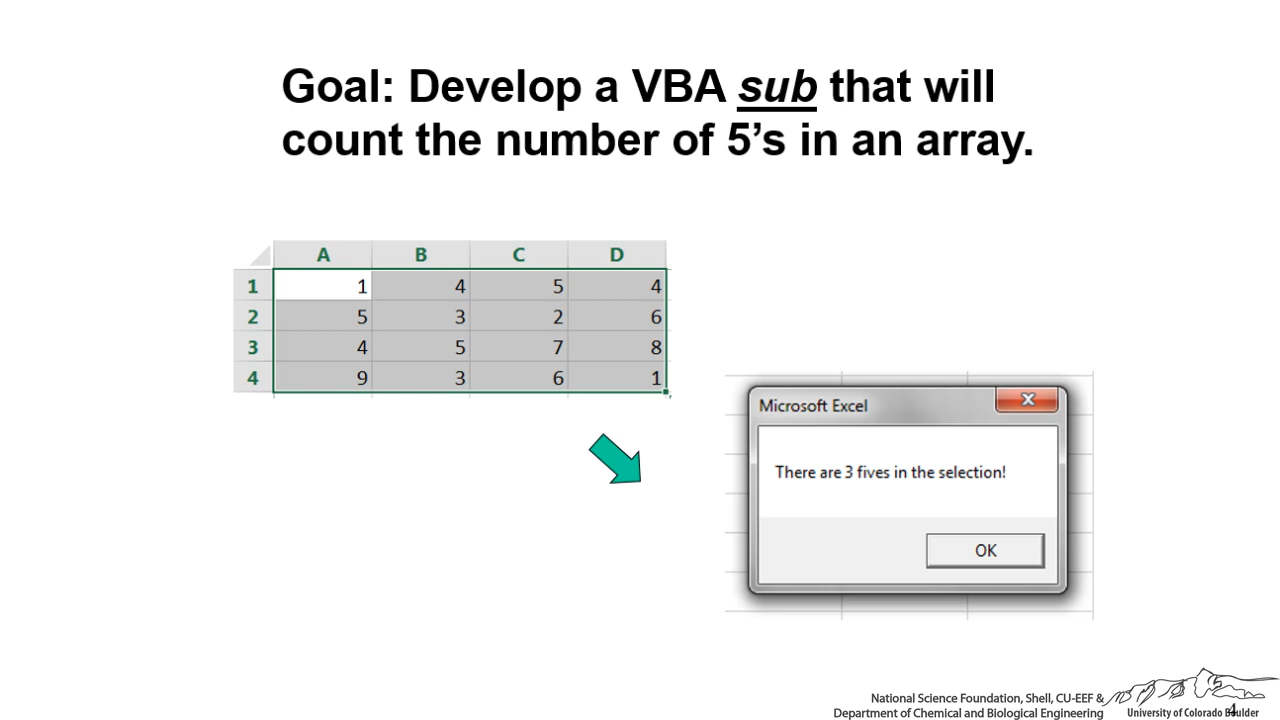 Goal: Develop a VBA sub that will
count the number of 5's in an array.
A B C D
1 1 4 5 4
2 5 3 2 6
3 4 5 7 8
4 9 3 6 1
Microsoft Excel
There are 3 fives in the selection!
OK
National Science Foundation, Shell, CU-EEF &
Department of Chemical and Biological Engineering
University of Colorado Boulder
4